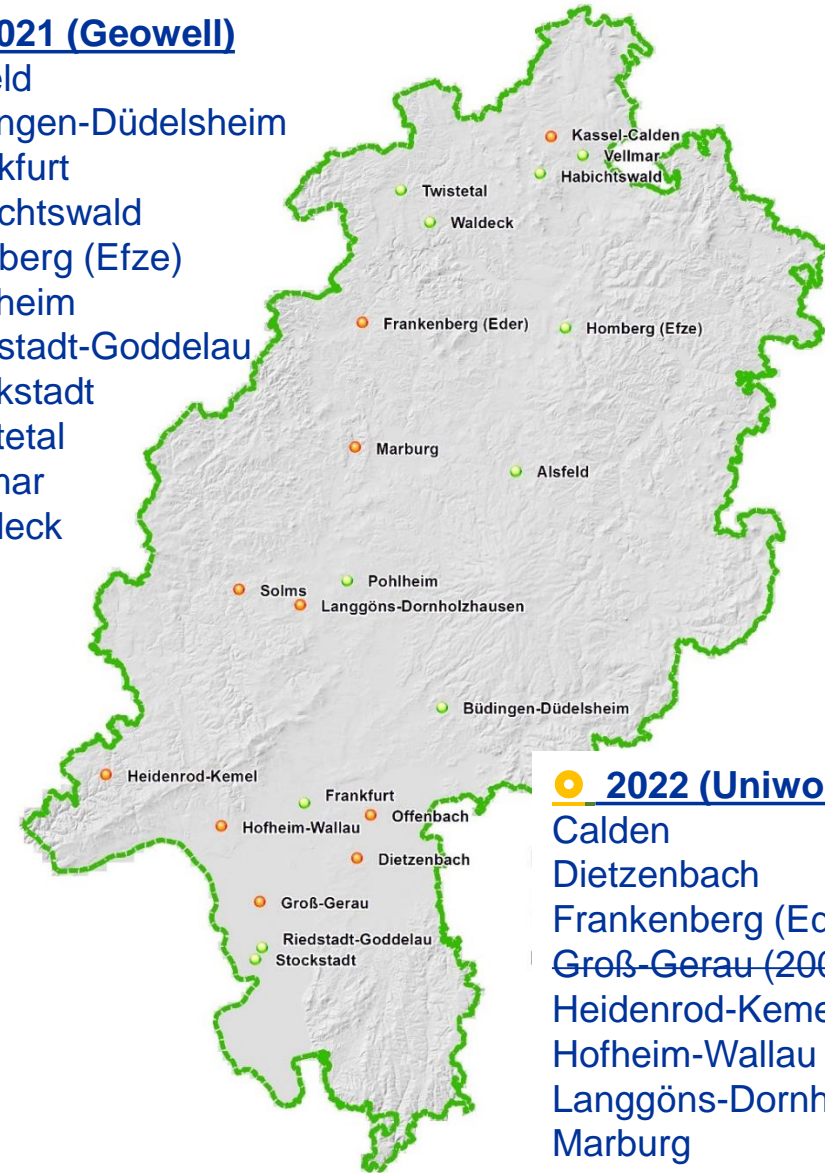 021 (Geowell)
ld
ngen-Düdelsheim
kfurt
chtswald
berg (Efze)
heim
stadt-Goddelau
kstadt
tetal
ar
deck
Kassel-Calden
Vellmar
Habichtswald
Twistetal
Waldeck
Frankenberg (Eder)
Homberg (Efze)
Marburg
Alsfeld
Pohlheim
Solms
Langgöns-Dornholzhausen
Büdingen-Düdelsheim
Heidenrod-Kemel
Frankfurt
Offenbach
Hofheim-Wallau
Dietzenbach
Groß-Gerau
Riedstadt-Goddelau
Stockstadt
2022 (Uniwo
Calden
Dietzenbach
Frankenberg (Ed
Groß-Gerau (200
Heidenrod-Keme
Hofheim-Wallau
Langgöns-Dornh
Marburg